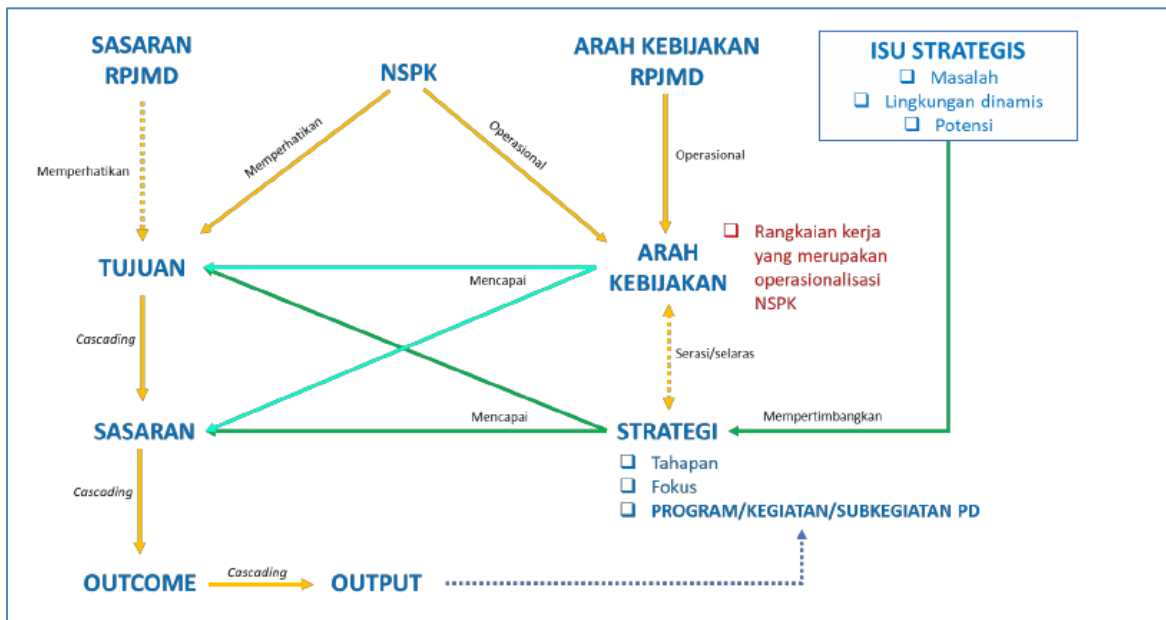 SASARAN
RPJMD
NSPK
ARAH KEBIJAKAN
RPJMD
ISU STRATEGIS
❑ Masalah
❑ Lingkungan dinamis
❑ Potensi
Memperhatikan
Memperhatikan
Operasional
Operasional
TUJUAN
Mencapai
ARAH
KEBIJAKAN
❑ Rangkaian kerja
yang merupakan
operasionalisasi
NSPK
Cascading
Serasi/selaras
SASARAN
Mencapai
STRATEGI
Mempertimbangkan
❑ Tahapan
❑ Fokus
❑ PROGRAM/KEGIATAN/SUBKEGIATAN PD
Cascading
OUTCOME
Cascading
OUTPUT